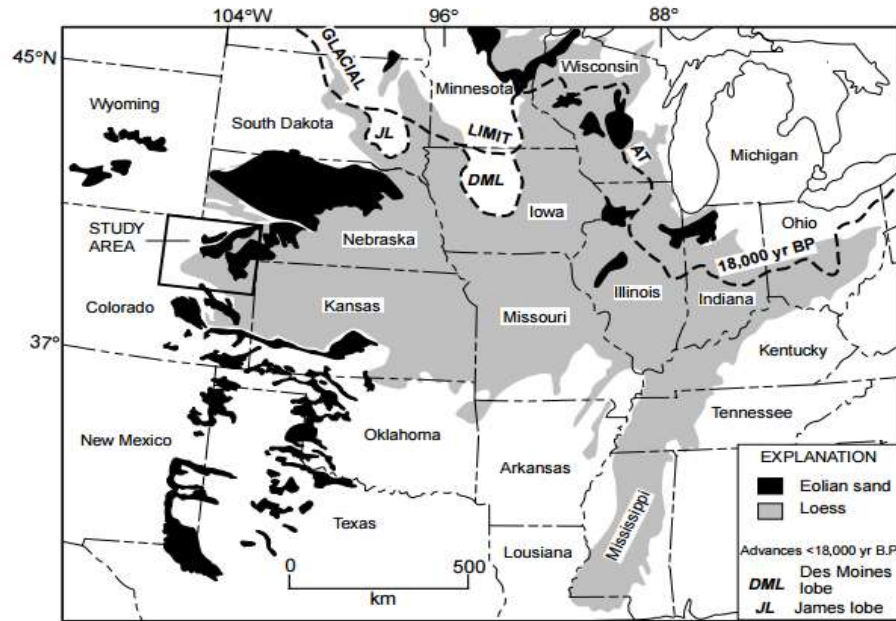 104°W
96°
88°
45°N
GLACIAL
Wisconsin
Minnesota
Wyoming
South Dakota
JL
LIMIT
AT
Michigan
DML
Iowa
Ohio
STUDY
AREA
Nebraska
18,000 yr BP
Illinois
Indiana
Colorado
Kansas
Missouri
37°
Kentucky
Tennessee
New Mexico
Oklahoma
Arkansas
Texas
Lousiana
Mississippi
0 500
km
EXPLANATION
Eolian sand
Loess
Advances <18,000 yr B.P
DML Des Moines
lobe
JL James lobe